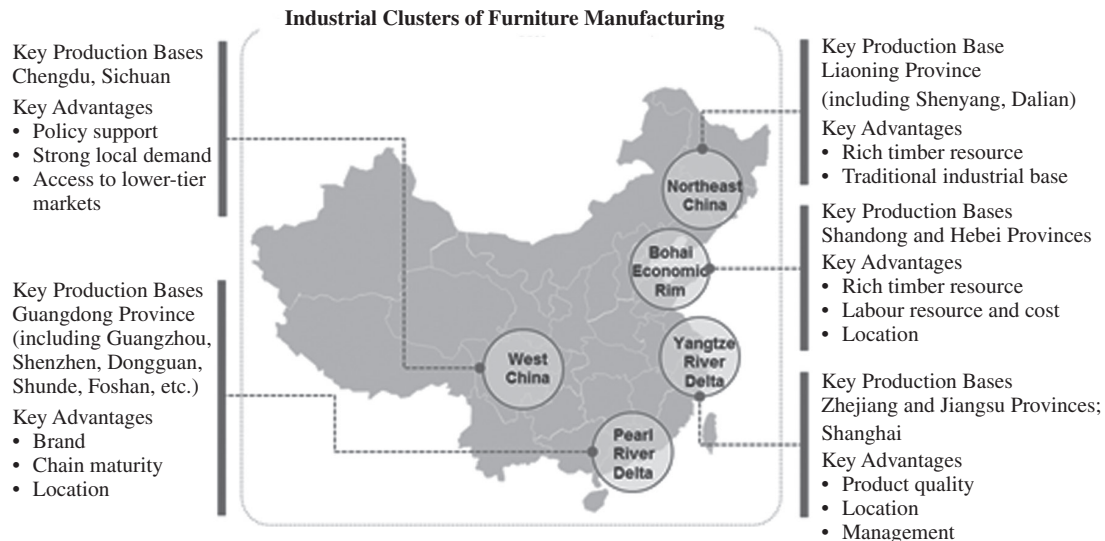 Industrial Clusters of Furniture Manufacturing
Key Production Bases
Chengdu, Sichuan
Key Advantages
• Policy support
• Strong local demand
• Access to lower-tier
markets
Key Production Bases
Guangdong Province
(including Guangzhou,
Shenzhen, Dongguan,
Shunde, Foshan, etc.)
Key Advantages
• Brand
• Chain maturity
• Location
Northeast
China
Bohai
Economic
Rim
Yangtze
River
Delta
West
China
Pearl
River
Delta
Key Production Base
Liaoning Province
(including Shenyang, Dalian)
Key Advantages
• Rich timber resource
• Traditional industrial base
Key Production Bases
Shandong and Hebei Provinces
Key Advantages
• Rich timber resource
• Labour resource and cost
• Location
Key Production Bases
Zhejiang and Jiangsu Provinces;
Shanghai
Key Advantages
• Product quality
• Location
• Management